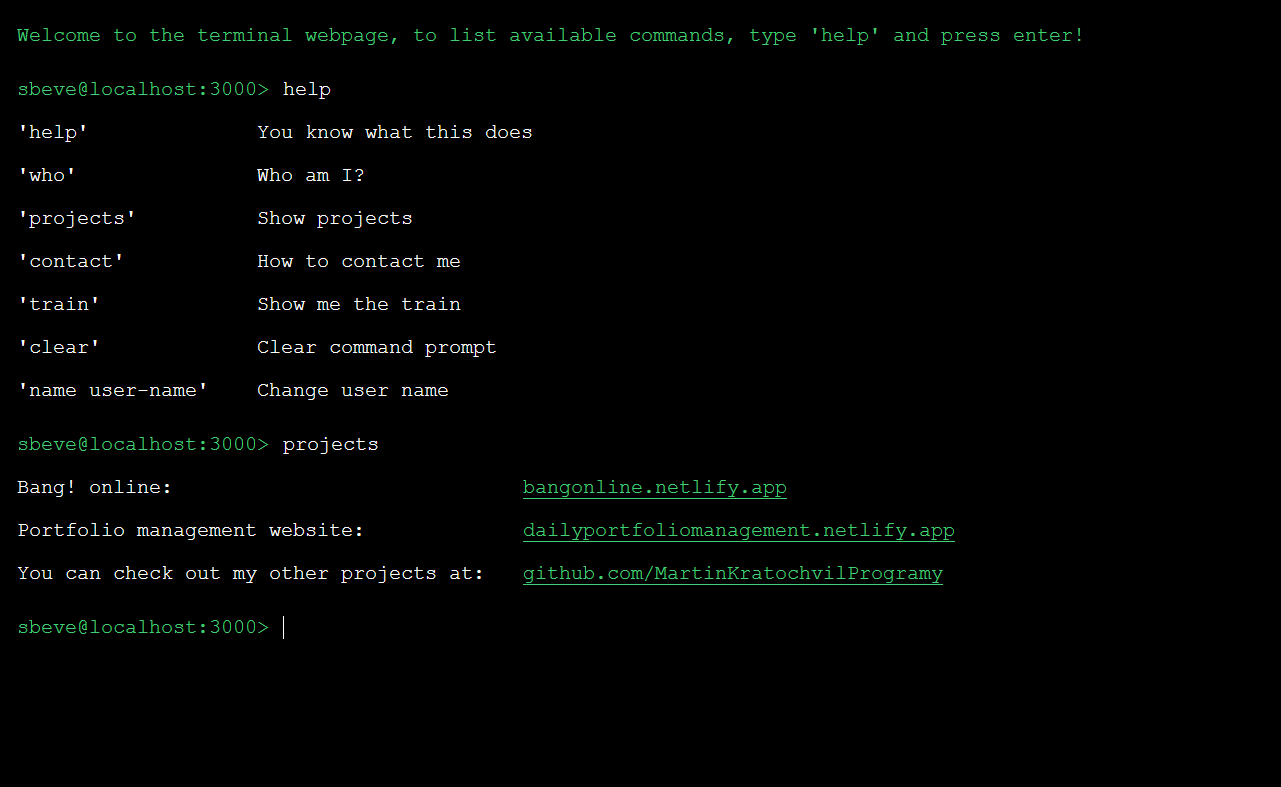 Welcome to the terminal webpage, to list available commands, type 'help' and press enter!
sbeve@localhost:3000> help
'help' You know what this does
'who' Who am I?
'projects' Show projects
'contact' How to contact me
'train' Show me the train
'clear' Clear command prompt
'name user-name' Change user name
sbeve@localhost:3000> projects
Bang! online: bangonline.netlify.app
Portfolio management website: dailyportfoliomanagement.netlify.app
You can check out my other projects at: github.com/MartinKratochvilProgramy
sbeve@localhost:3000>